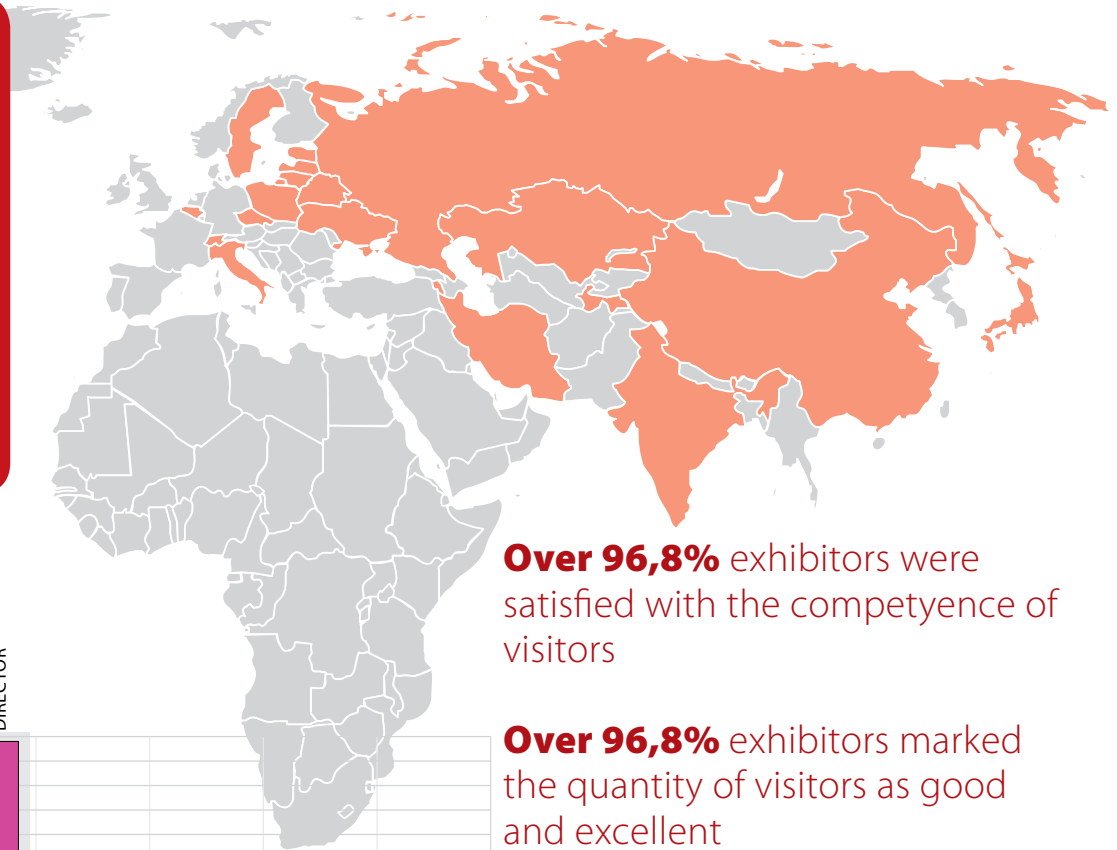 Over 96,8% exhibitors were
satisfied with the competyence of
visitors
DIRECTOR
Over 96,8% exhibitors marked
the quantity of visitors as good
and excellent